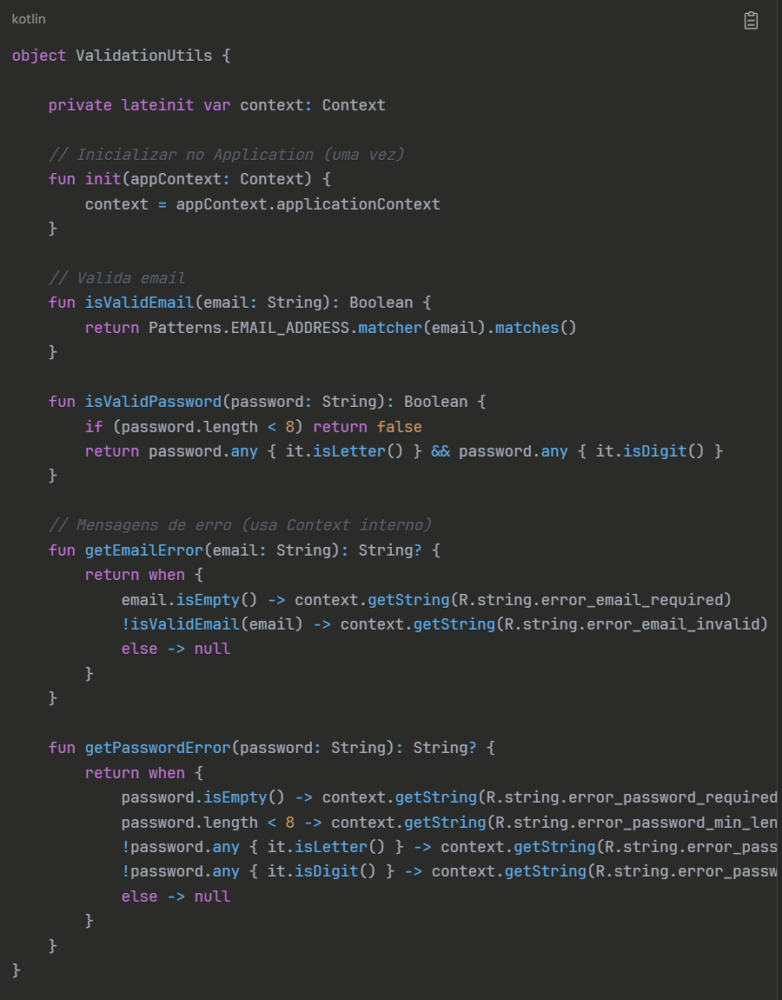 kotlin
object ValidationUtils {
    private lateinit var context: Context
    // Inicializar no Application (uma vez)
    fun init(appContext: Context) {
        context = appContext.applicationContext
    }
    // Valida email
    fun isValidEmail(email: String): Boolean {
        return Patterns.EMAIL_ADDRESS.matcher(email).matches()
    }
    fun isValidPassword(password: String): Boolean {
        if (password.length < 8) return false
        return password.any { it.isLetter() } && password.any { it.isDigit() }
    }
    // Mensagens de erro (usa Context interno)
    fun getEmailError(email: String): String? {
        return when {
            email.isEmpty() -> context.getString(R.string.error_email_required)
            !isValidEmail(email) -> context.getString(R.string.error_email_invalid)
            else -> null
        }
    }
    fun getPasswordError(password: String): String? {
        return when {
            password.isEmpty() -> context.getString(R.string.error_password_required
            password.length < 8 -> context.getString(R.string.error_password_min_len
            !password.any { it.isLetter() } -> context.getString(R.string.error_pass
            !password.any { it.isDigit() } -> context.getString(R.string.error_passw
            else -> null
        }
    }
}